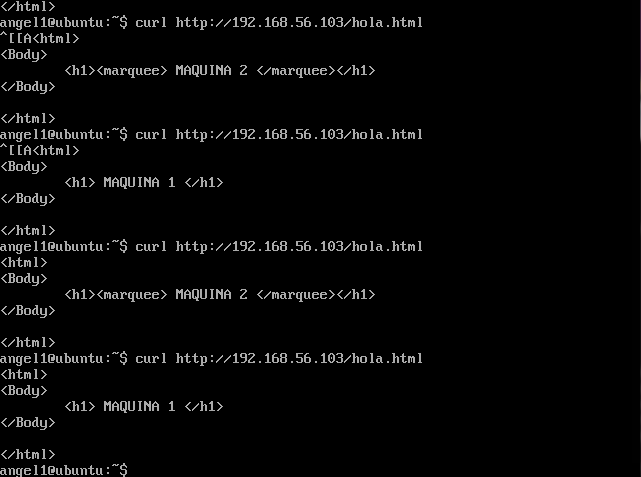 </html>
angel1@ubuntu:~$ curl http://192.168.56.103/hola.html
^[[A<html>
<Body>
        <h1><marquee> MAQUINA 2 </marquee></h1>
</Body>

</html>
angel1@ubuntu:~$ curl http://192.168.56.103/hola.html
^[[A<html>
<Body>
        <h1> MAQUINA 1 </h1>
</Body>

</html>
angel1@ubuntu:~$ curl http://192.168.56.103/hola.html
<html>
<Body>
        <h1><marquee> MAQUINA 2 </marquee></h1>
</Body>

</html>
angel1@ubuntu:~$ curl http://192.168.56.103/hola.html
<html>
<Body>
        <h1> MAQUINA 1 </h1>
</Body>

</html>
angel1@ubuntu:~$